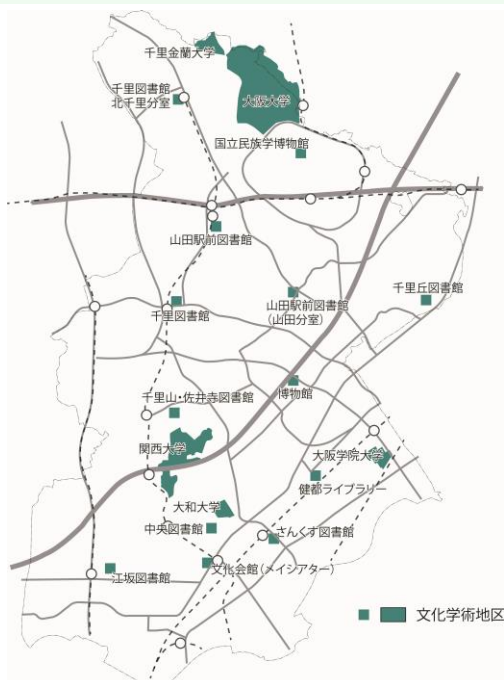 千里金蘭大学
千里図書館
北千里分室
大阪大学
国立民族学博物館
山田駅前図書館
千里丘図書館
山田駅前図書館
（山田分室）
千里図書館
博物館
千里山・佐井寺図書館
関西大学
大阪学院大学
健都ライブラリー
大和大学
中央図書館
さんくす図書館
文化会館（メイシアター）
江坂図書館
文化学術地区